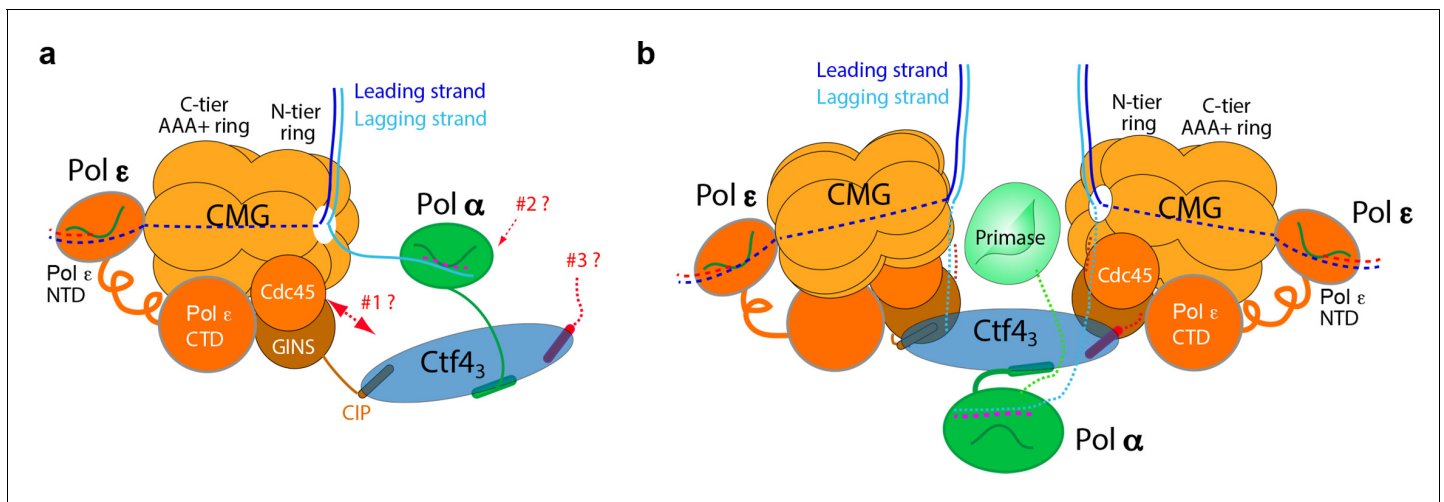 a
Leading strand
Lagging strand
C-tier
AAA+ ring
N-tier
ring
Pol ε
CMG
Pol α
#2 ?
#3 ?
Pol ε
NTD
Cdc45
#1 ?
Pol ε
CTD
GINS
Ctf4₃
CIP
b
Leading strand
Lagging strand
N-tier
ring
C-tier
AAA+ ring
Pol ε
CMG
Primase
CMG
Pol ε
Cdc45
Pol ε
NTD
Pol ε
CTD
Ctf4₃
Pol α